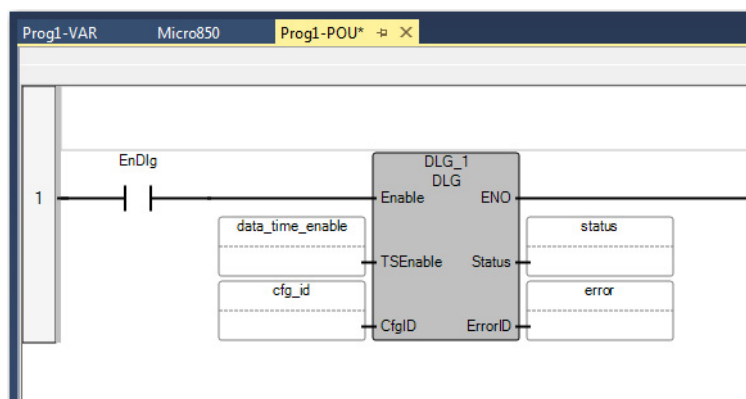 Prog1-VAR Micro850 Prog1-POU*
EnDlg
DLG_1
DLG
1
Enable ENO
data_time_enable status
TSEnable Status
cfg_id error
CfgID ErrorID